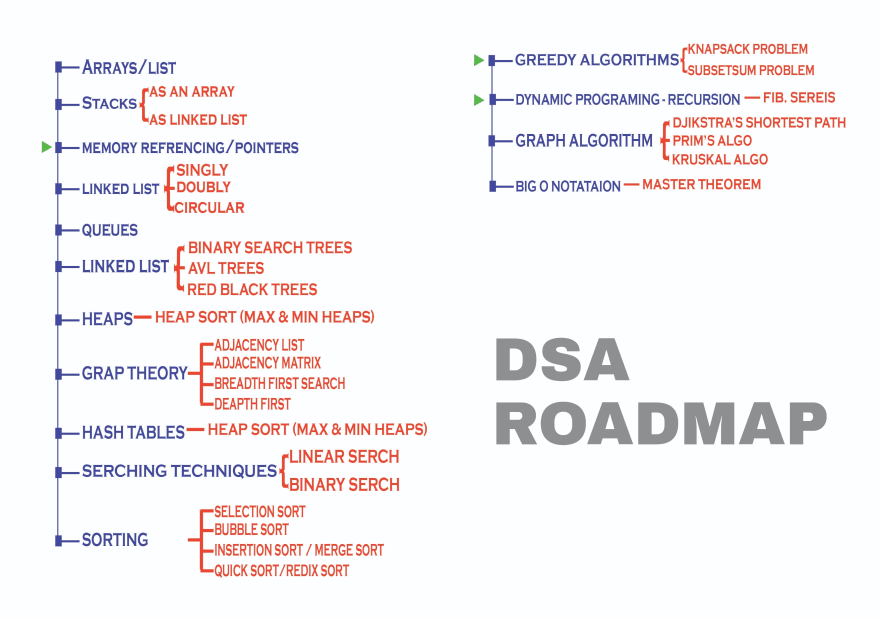 ARRAYS/LIST
STACKS
AS AN ARRAY
AS LINKED LIST
MEMORY REFRENCING/POINTERS
LINKED LIST
SINGLY
DOUBLY
CIRCULAR
QUEUES
LINKED LIST
BINARY SEARCH TREES
AVL TREES
RED BLACK TREES
HEAPS
HEAP SORT (MAX & MIN HEAPS)
GRAP THEORY
ADJACENCY LIST
ADJACENCY MATRIX
BREADTH FIRST SEARCH
DEAPTH FIRST
HASH TABLES
HEAP SORT (MAX & MIN HEAPS)
SERCHING TECHNIQUES
LINEAR SERCH
BINARY SERCH
SORTING
SELECTION SORT
BUBBLE SORT
INSERTION SORT / MERGE SORT
QUICK SORT/REDIX SORT
GREEDY ALGORITHMS
KNAPSACK PROBLEM
SUBSETSUM PROBLEM
DYNAMIC PROGRAMING - RECURSION
FIB. SEREIS
GRAPH ALGORITHM
DJIKSTRA'S SHORTEST PATH
PRIM'S ALGO
KRUSKAL ALGO
BIG O NOTATAION
MASTER THEOREM
DSA
ROADMAP